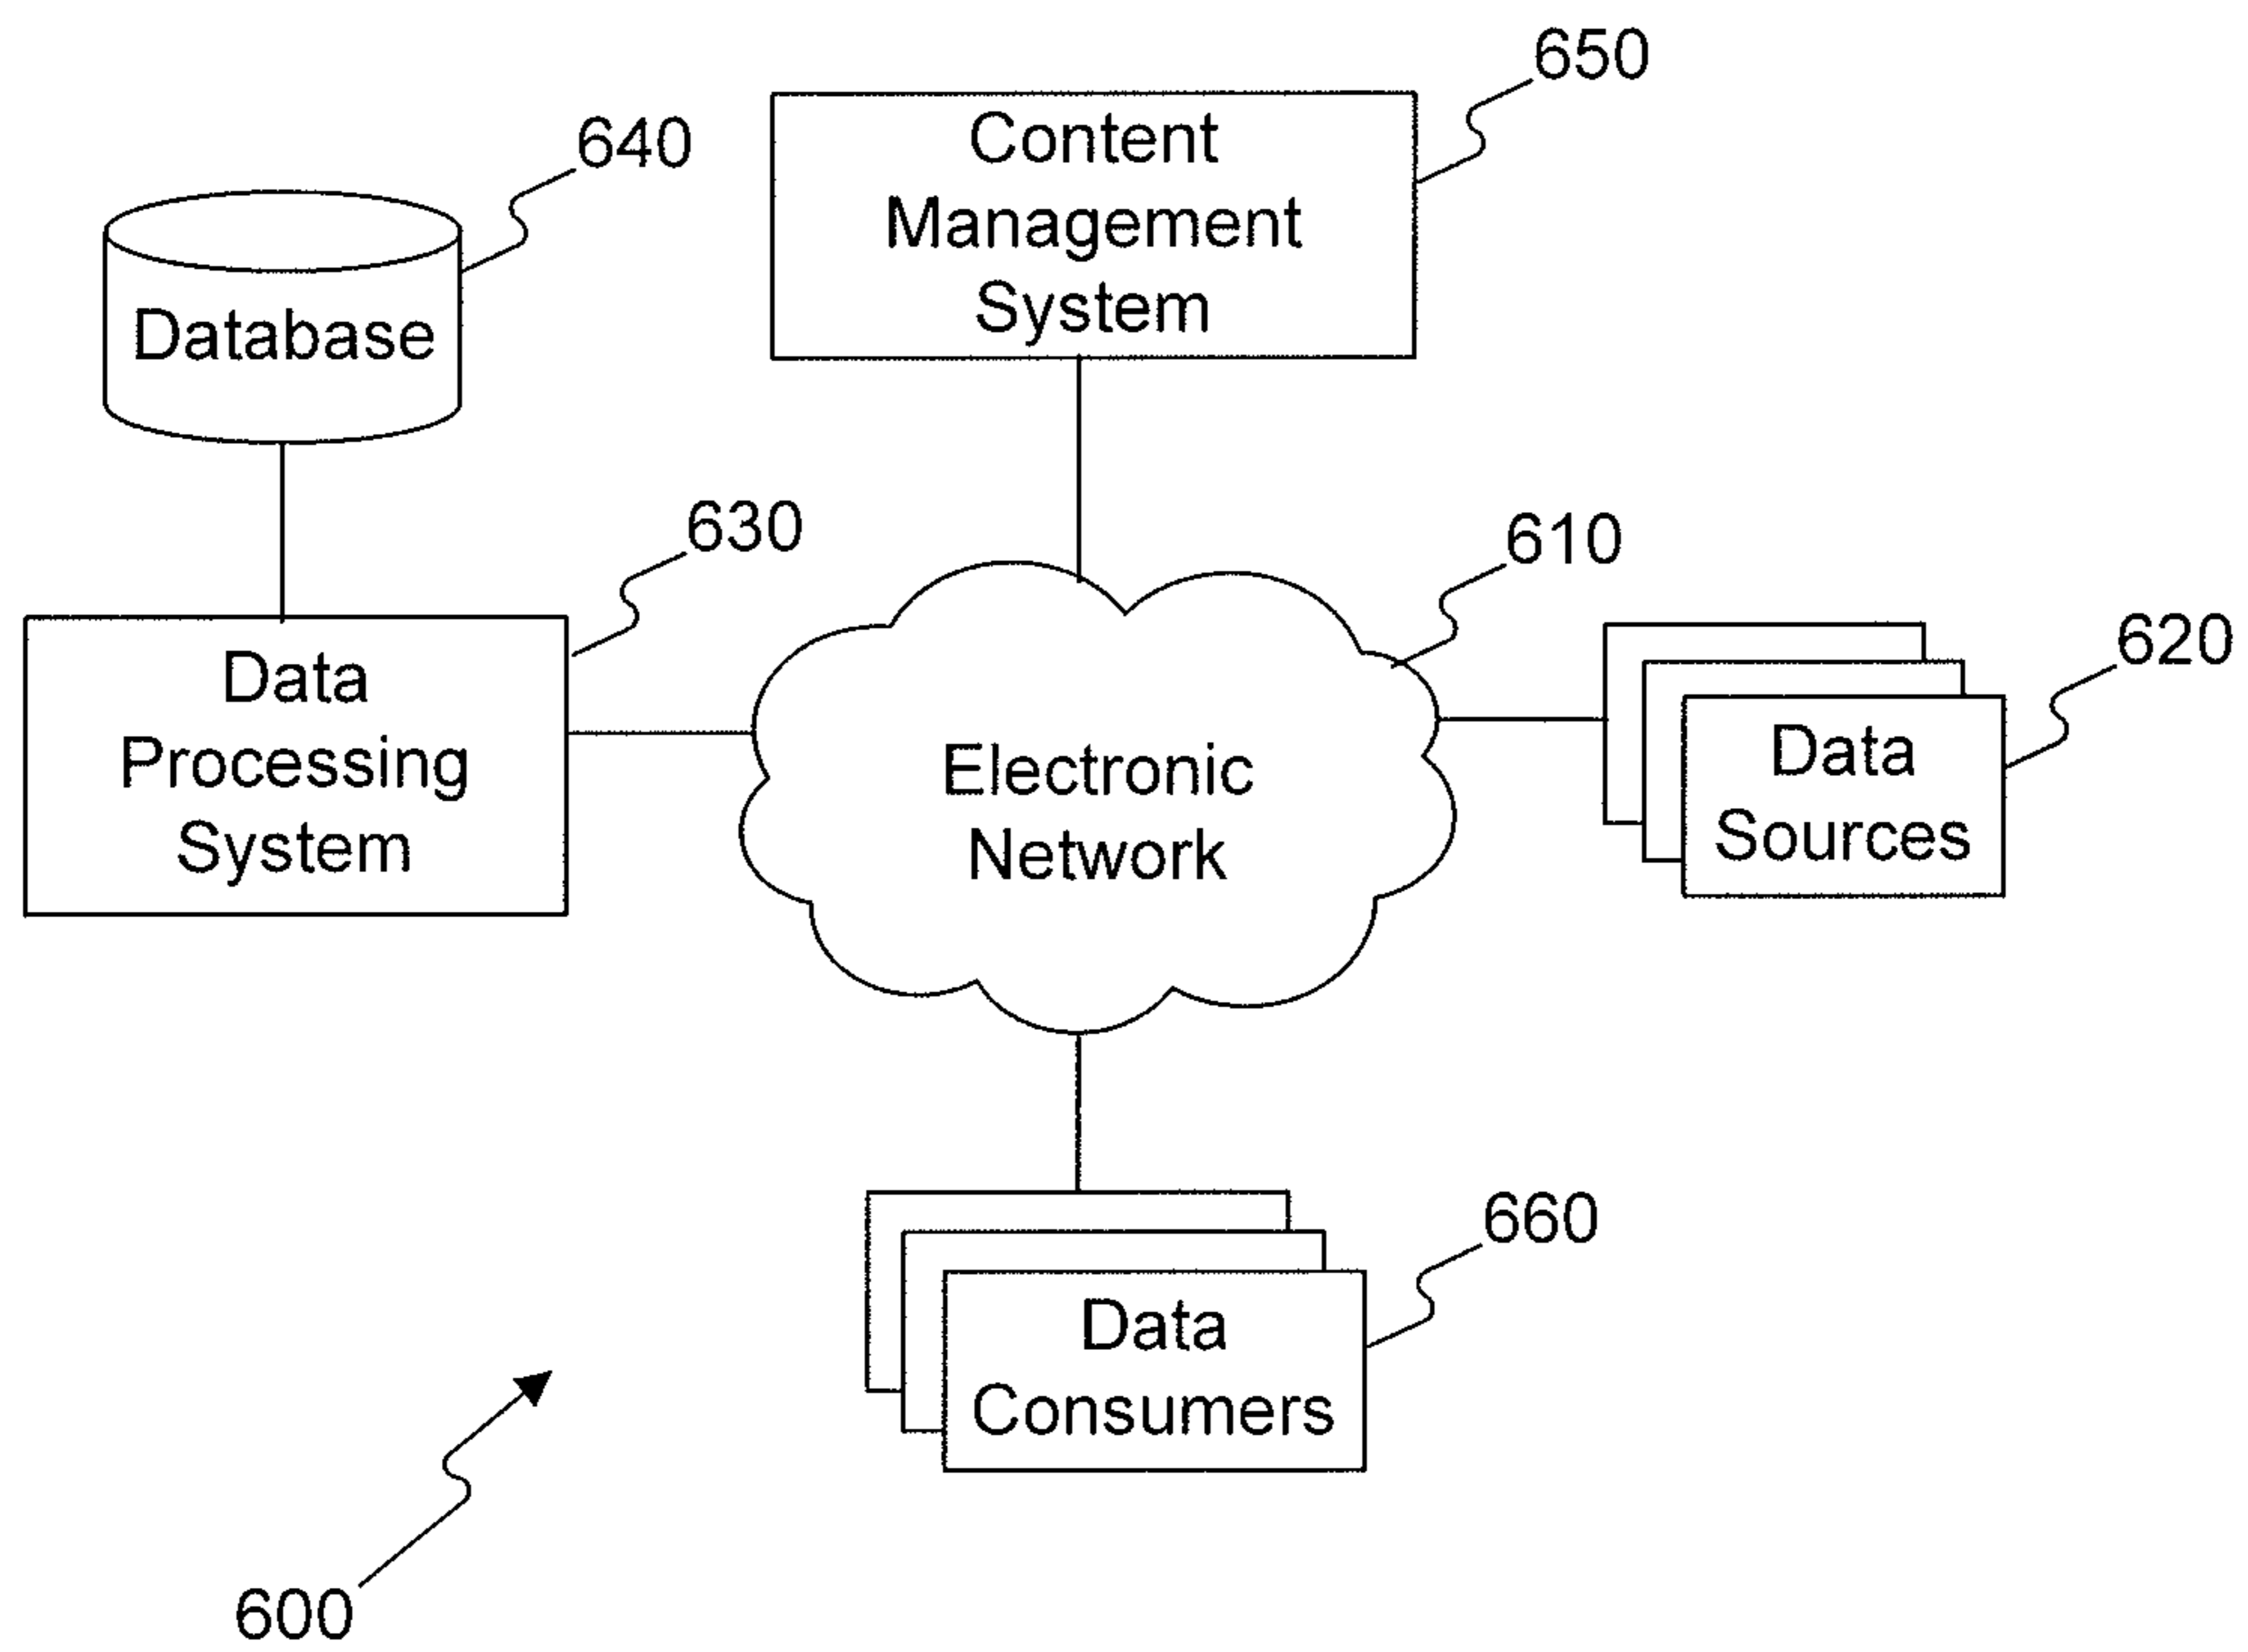 650
Content
Management
System
640
Database
630
Data
Processing
System
610
Electronic
Network
620
Data
Sources
660
Data
Consumers
600